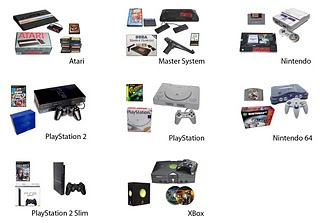 ATARI
SEGA
Atari
Master System
Nintendo
PlayStation 2
PlayStation
Nintendo 64
PlayStation 2 Slim
XBox